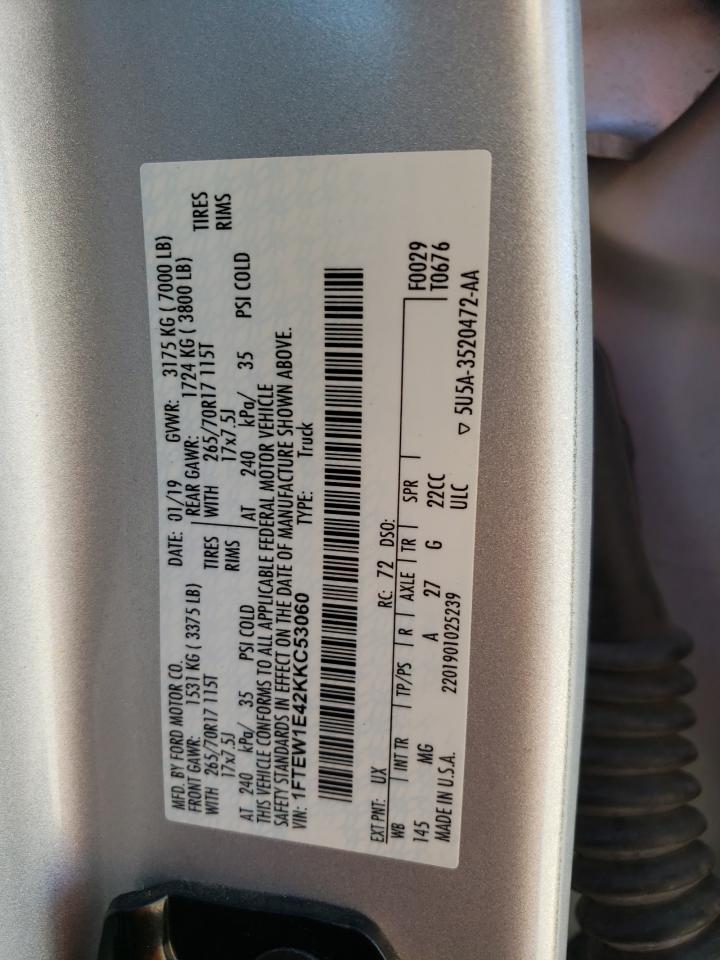 MFD. BY FORD MOTOR CO. DATE: 01/19 GVWR: 3175 KG ( 7000 LB)
FRONT GAWR: 1531 KG ( 3375 LB) REAR GAWR: 1724 KG ( 3800 LB)
WITH 265/70R17 115T TIRES WITH 265/70R17 115T TIRES
17x7.5J RIMS 17x7.5J RIMS
AT 240 kPa/ 35 PSI COLD AT 240 kPa/ 35 PSI COLD
THIS VEHICLE CONFORMS TO ALL APPLICABLE FEDERAL MOTOR VEHICLE
SAFETY STANDARDS IN EFFECT ON THE DATE OF MANUFACTURE SHOWN ABOVE.
VIN: 1FTEW1E42KKC53060 TYPE: Truck
EXT PNT: UX RC: 72 DSO: F0029
WB INT TR TP/PS R AXLE TR SPR T0676
145 MG A 27 G 22CC
MADE IN U.S.A. 2201901025239 ULC ▽ 5U5A-3520472-AA